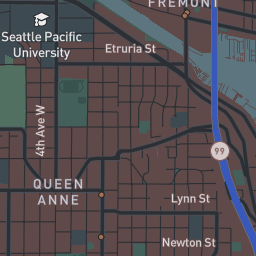 FREMONT
Seattle Pacific
University
Etruria St
4th Ave W
99
QUEEN
ANNE
Lynn St
Newton St